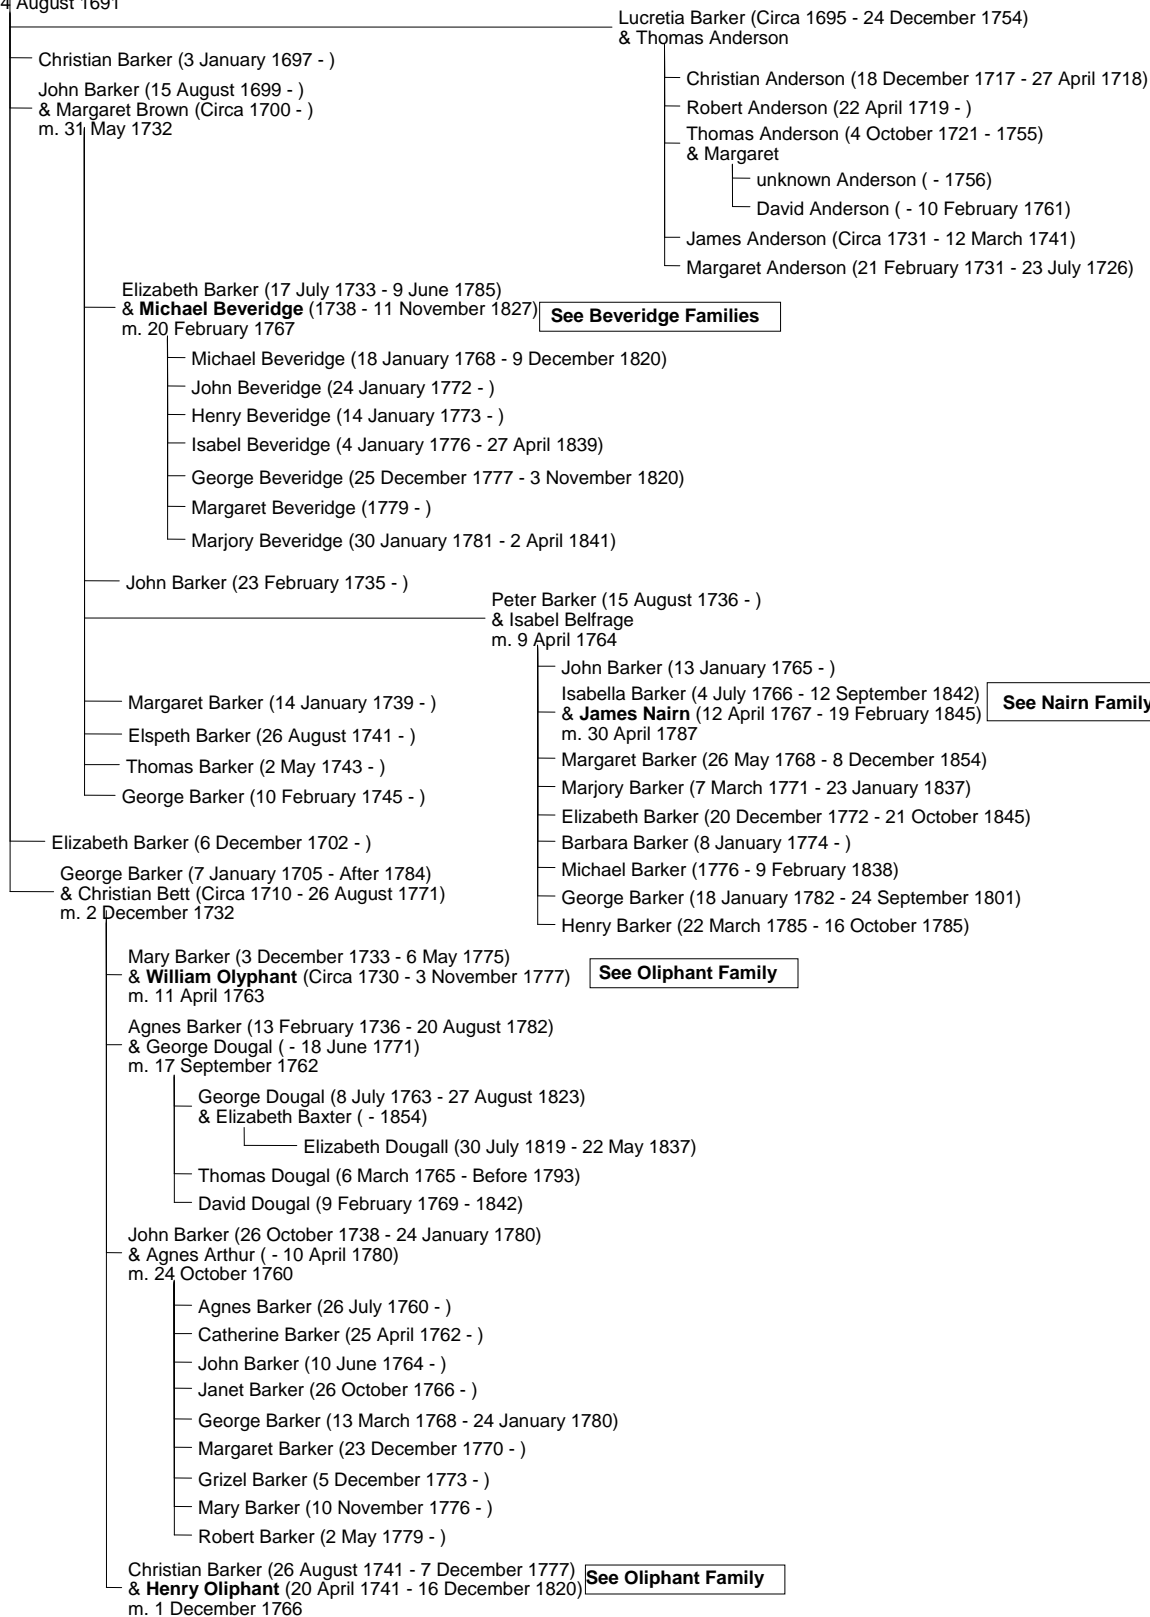 4 August 1691
Lucretia Barker (Circa 1695 - 24 December 1754)
& Thomas Anderson
Christian Anderson (18 December 1717 - 27 April 1718)
Robert Anderson (22 April 1719 - )
Thomas Anderson (4 October 1721 - 1755)
& Margaret
unknown Anderson ( - 1756)
David Anderson ( - 10 February 1761)
James Anderson (Circa 1731 - 12 March 1741)
Margaret Anderson (21 February 1731 - 23 July 1726)
Christian Barker (3 January 1697 - )
John Barker (15 August 1699 - )
& Margaret Brown (Circa 1700 - )
m. 31 May 1732
Elizabeth Barker (17 July 1733 - 9 June 1785)
& Michael Beveridge (1738 - 11 November 1827)
m. 20 February 1767
See Beveridge Families
Michael Beveridge (18 January 1768 - 9 December 1820)
John Beveridge (24 January 1772 - )
Henry Beveridge (14 January 1773 - )
Isabel Beveridge (4 January 1776 - 27 April 1839)
George Beveridge (25 December 1777 - 3 November 1820)
Margaret Beveridge (1779 - )
Marjory Beveridge (30 January 1781 - 2 April 1841)
John Barker (23 February 1735 - )
Peter Barker (15 August 1736 - )
& Isabel Belfrage
m. 9 April 1764
John Barker (13 January 1765 - )
Isabella Barker (4 July 1766 - 12 September 1842)
& James Nairn (12 April 1767 - 19 February 1845)
m. 30 April 1787
See Nairn Family
Margaret Barker (26 May 1768 - 8 December 1854)
Marjory Barker (7 March 1771 - 23 January 1837)
Elizabeth Barker (20 December 1772 - 21 October 1845)
Barbara Barker (8 January 1774 - )
Michael Barker (1776 - 9 February 1838)
George Barker (18 January 1782 - 24 September 1801)
Henry Barker (22 March 1785 - 16 October 1785)
Margaret Barker (14 January 1739 - )
Elspeth Barker (26 August 1741 - )
Thomas Barker (2 May 1743 - )
George Barker (10 February 1745 - )
Elizabeth Barker (6 December 1702 - )
George Barker (7 January 1705 - After 1784)
& Christian Bett (Circa 1710 - 26 August 1771)
m. 2 December 1732
Mary Barker (3 December 1733 - 6 May 1775)
& William Olyphant (Circa 1730 - 3 November 1777)
m. 11 April 1763
See Oliphant Family
Agnes Barker (13 February 1736 - 20 August 1782)
& George Dougal ( - 18 June 1771)
m. 17 September 1762
George Dougal (8 July 1763 - 27 August 1823)
& Elizabeth Baxter ( - 1854)
Elizabeth Dougall (30 July 1819 - 22 May 1837)
Thomas Dougal (6 March 1765 - Before 1793)
David Dougal (9 February 1769 - 1842)
John Barker (26 October 1738 - 24 January 1780)
& Agnes Arthur ( - 10 April 1780)
m. 24 October 1760
Agnes Barker (26 July 1760 - )
Catherine Barker (25 April 1762 - )
John Barker (10 June 1764 - )
Janet Barker (26 October 1766 - )
George Barker (13 March 1768 - 24 January 1780)
Margaret Barker (23 December 1770 - )
Grizel Barker (5 December 1773 - )
Mary Barker (10 November 1776 - )
Robert Barker (2 May 1779 - )
Christian Barker (26 August 1741 - 7 December 1777)
& Henry Oliphant (20 April 1741 - 16 December 1820)
m. 1 December 1766
See Oliphant Family